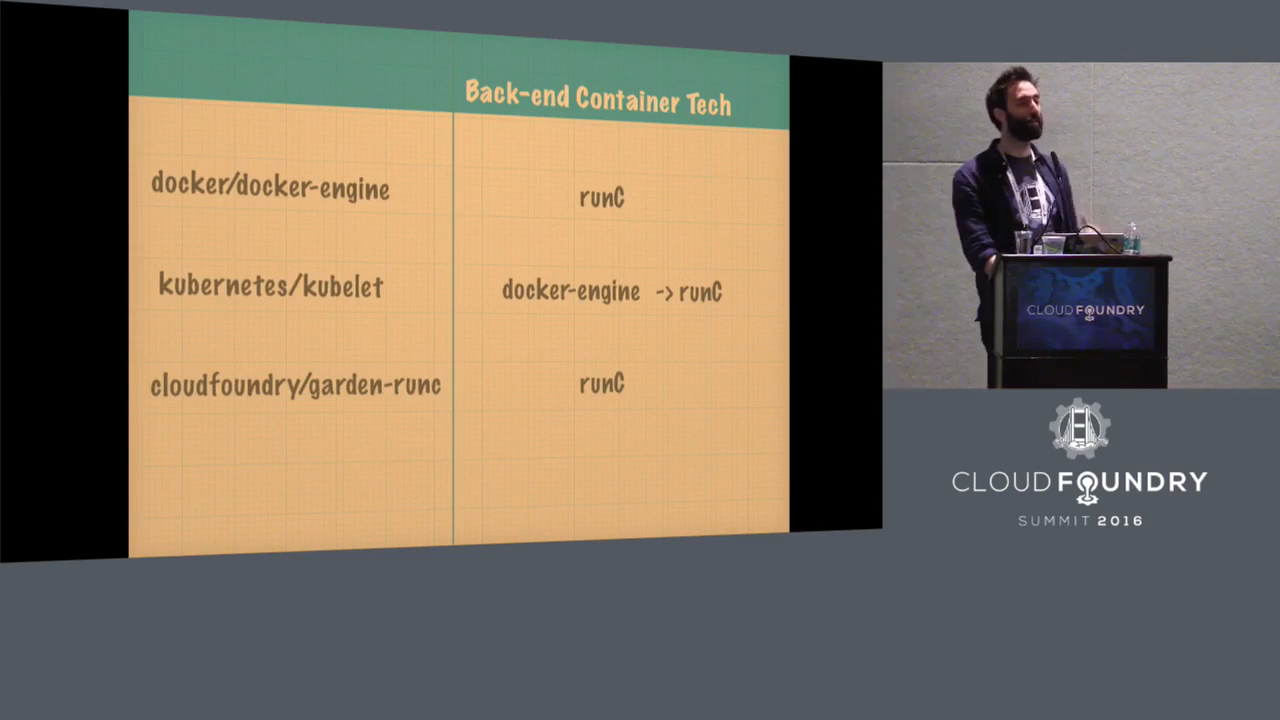 Back-end Container Tech
docker/docker-engine runC
kubernetes/kubelet docker-engine -> runC
cloudfoundry/garden-runc runC
CLOUD FOUNDRY
CLOUD FOUNDRY
SUMMIT 2016